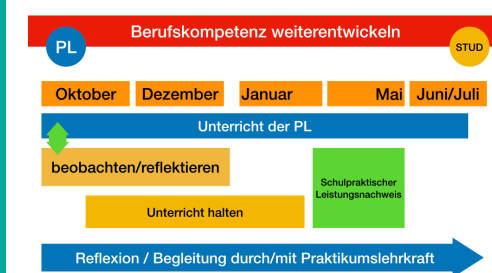 Berufskompetenz weiterentwickeln
PL
STUD
Oktober
Dezember
Januar
Mai
Juni/Juli
Unterricht der PL
beobachten/reflektieren
Schulpraktischer
Leistungsnachweis
Unterricht halten
Reflexion / Begleitung durch/mit Praktikumslehrkraft